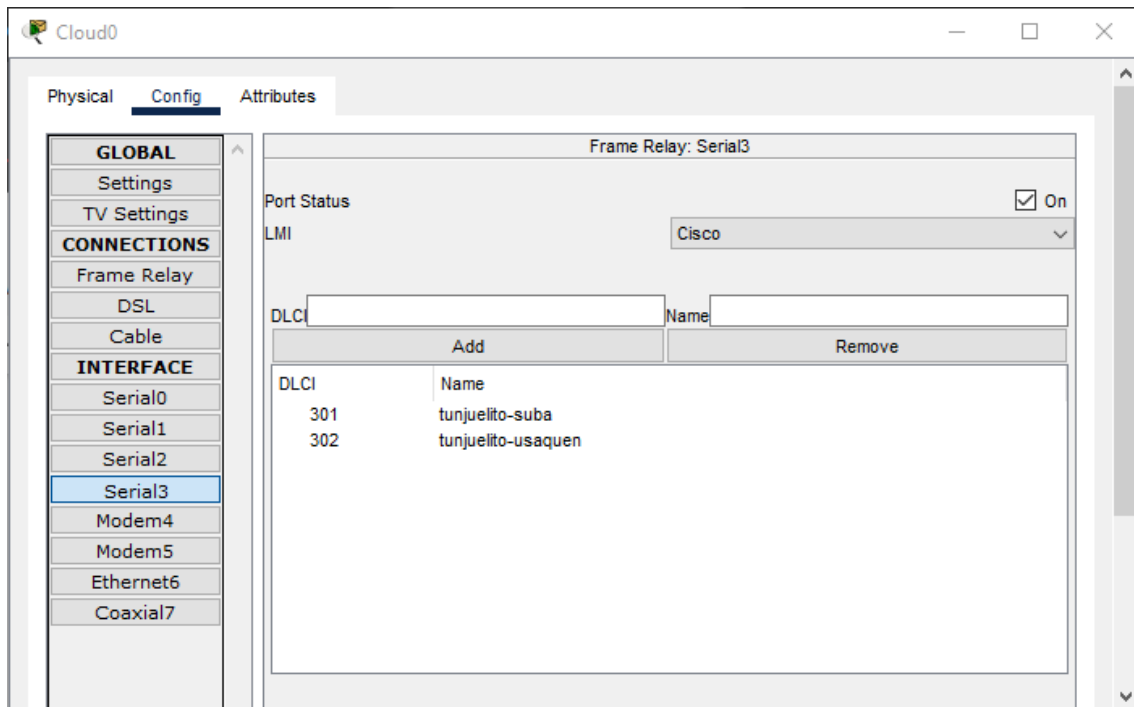 Cloud0
Physical Config Attributes
GLOBAL
Settings
TV Settings
CONNECTIONS
Frame Relay
DSL
Cable
INTERFACE
Serial0
Serial1
Serial2
Serial3
Modem4
Modem5
Ethernet6
Coaxial7
Frame Relay: Serial3
Port Status On
LMI Cisco
DLCI Name
Add Remove
DLCI Name
301 tunjuelito-suba
302 tunjuelito-usaquen